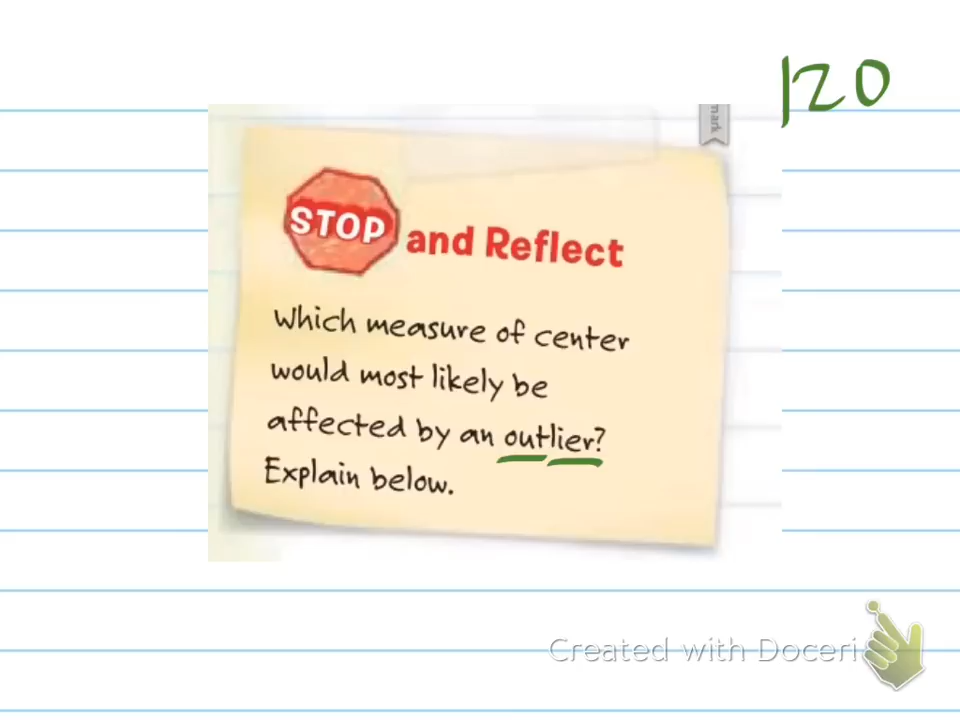 120
mark
STOP and Reflect
Which measure of center
would most likely be
affected by an outlier?
Explain below.
Created with Doceri